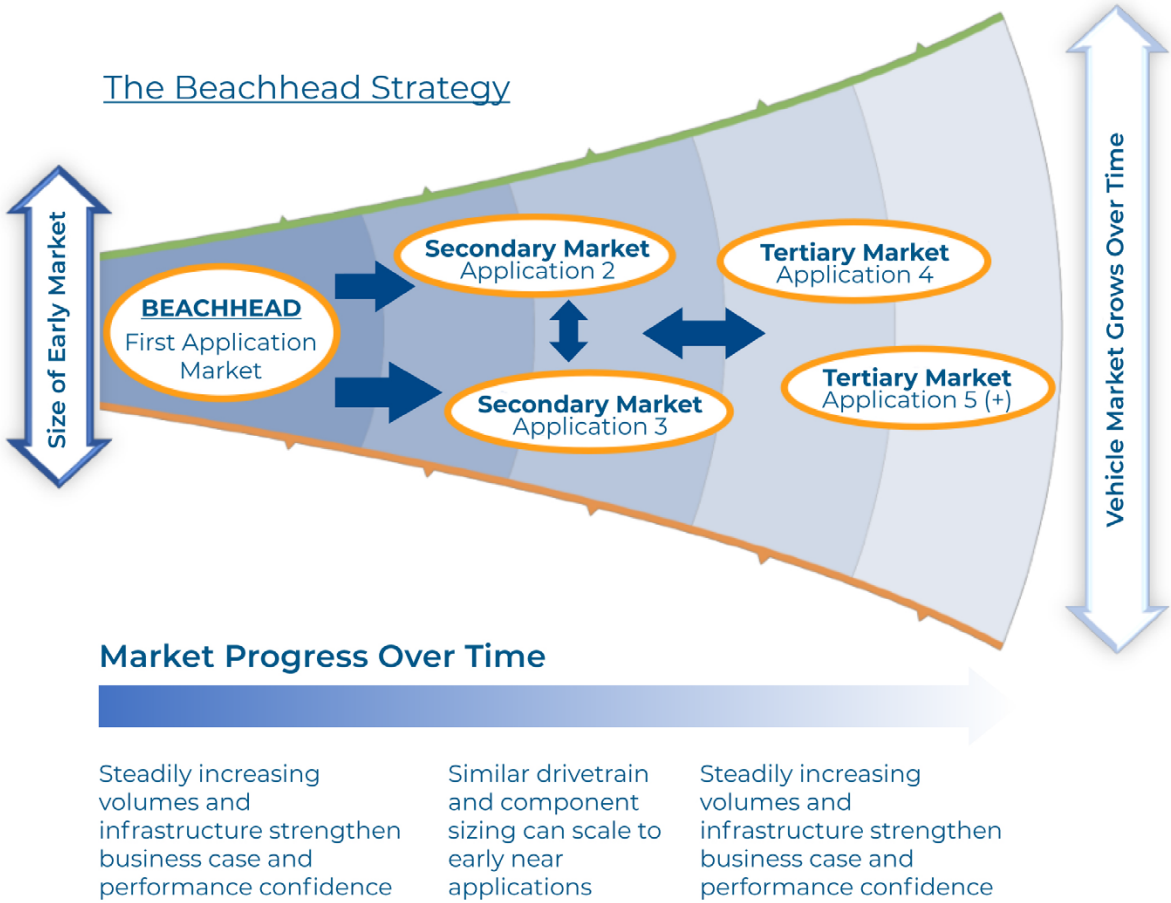 The Beachhead Strategy
Size of Early Market
BEACHHEAD
First Application
Market
Secondary Market
Application 2
Secondary Market
Application 3
Tertiary Market
Application 4
Tertiary Market
Application 5 (+)
Vehicle Market Grows Over Time
Market Progress Over Time
Steadily increasing
volumes and
infrastructure strengthen
business case and
performance confidence
Similar drivetrain
and component
sizing can scale to
early near
applications
Steadily increasing
volumes and
infrastructure strengthen
business case and
performance confidence